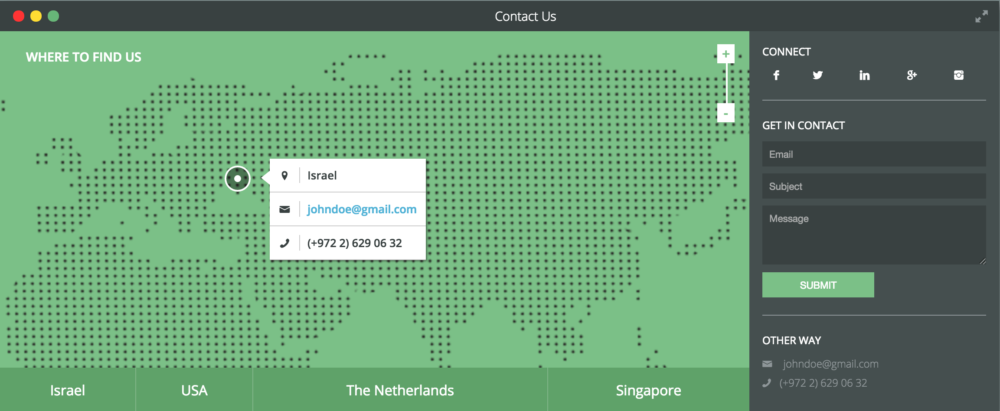 Contact Us
WHERE TO FIND US
+
-
Israel
johndoe@gmail.com
(+972 2) 629 06 32
Israel
USA
The Netherlands
Singapore
CONNECT
GET IN CONTACT
Email
Subject
Message
SUBMIT
OTHER WAY
johndoe@gmail.com
(+972 2) 629 06 32